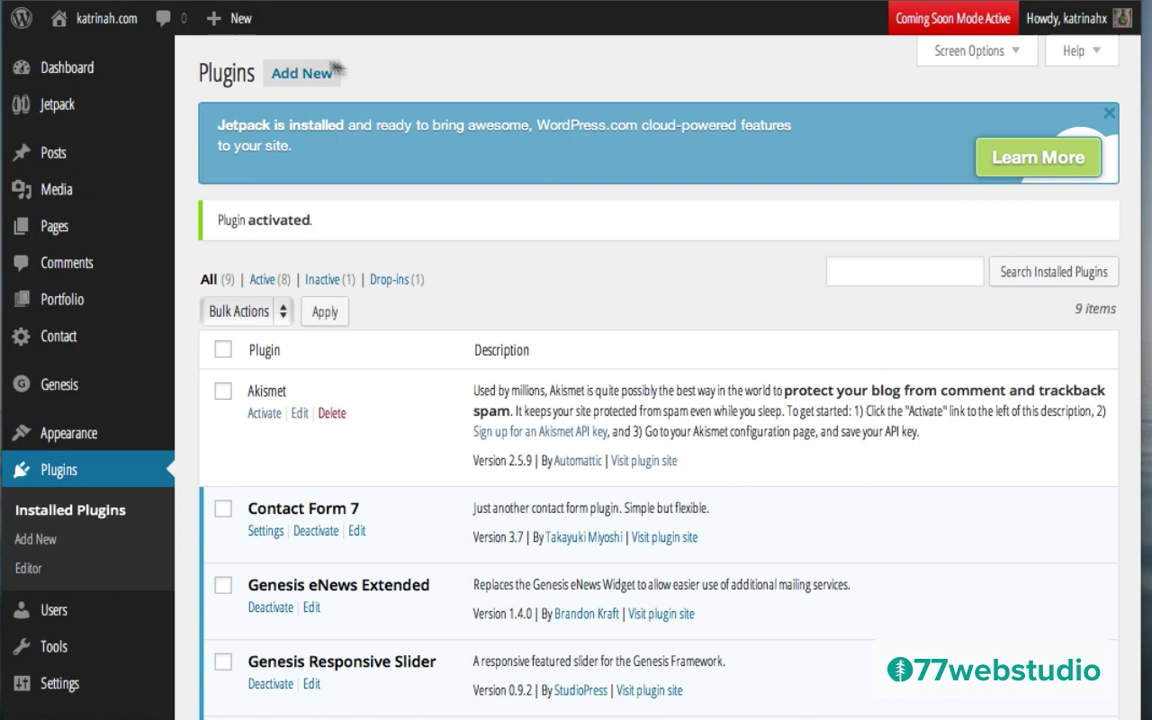 katrinah.com 0 New Coming Soon Mode Active Howdy, katrinahx
Screen Options Help
Dashboard
Jetpack
Posts
Media
Pages
Comments
Portfolio
Contact
Genesis
Appearance
Plugins
Installed Plugins
Add New
Editor
Users
Tools
Settings
Plugins Add New
Jetpack is installed and ready to bring awesome, WordPress.com cloud-powered features
to your site.
Learn More
Plugin activated.
All (9) | Active (8) | Inactive (1) | Drop-ins (1)
Search Installed Plugins
Bulk Actions Apply
9 items
Plugin Description
Akismet
Activate | Edit | Delete
Used by millions, Akismet is quite possibly the best way in the world to protect your blog from comment and trackback
spam. It keeps your site protected from spam even while you sleep. To get started: 1) Click the "Activate" link to the left of this description, 2)
Sign up for an Akismet API key, and 3) Go to your Akismet configuration page, and save your API key.
Version 2.5.9 | By Automattic | Visit plugin site
Contact Form 7
Settings | Deactivate | Edit
Just another contact form plugin. Simple but flexible.
Version 3.7 | By Takayuki Miyoshi | Visit plugin site
Genesis eNews Extended
Deactivate | Edit
Replaces the Genesis eNews Widget to allow easier use of additional mailing services.
Version 1.4.0 | By Brandon Kraft | Visit plugin site
Genesis Responsive Slider
Deactivate | Edit
A responsive featured slider for the Genesis Framework.
Version 0.9.2 | By StudioPress | Visit plugin site
77webstudio